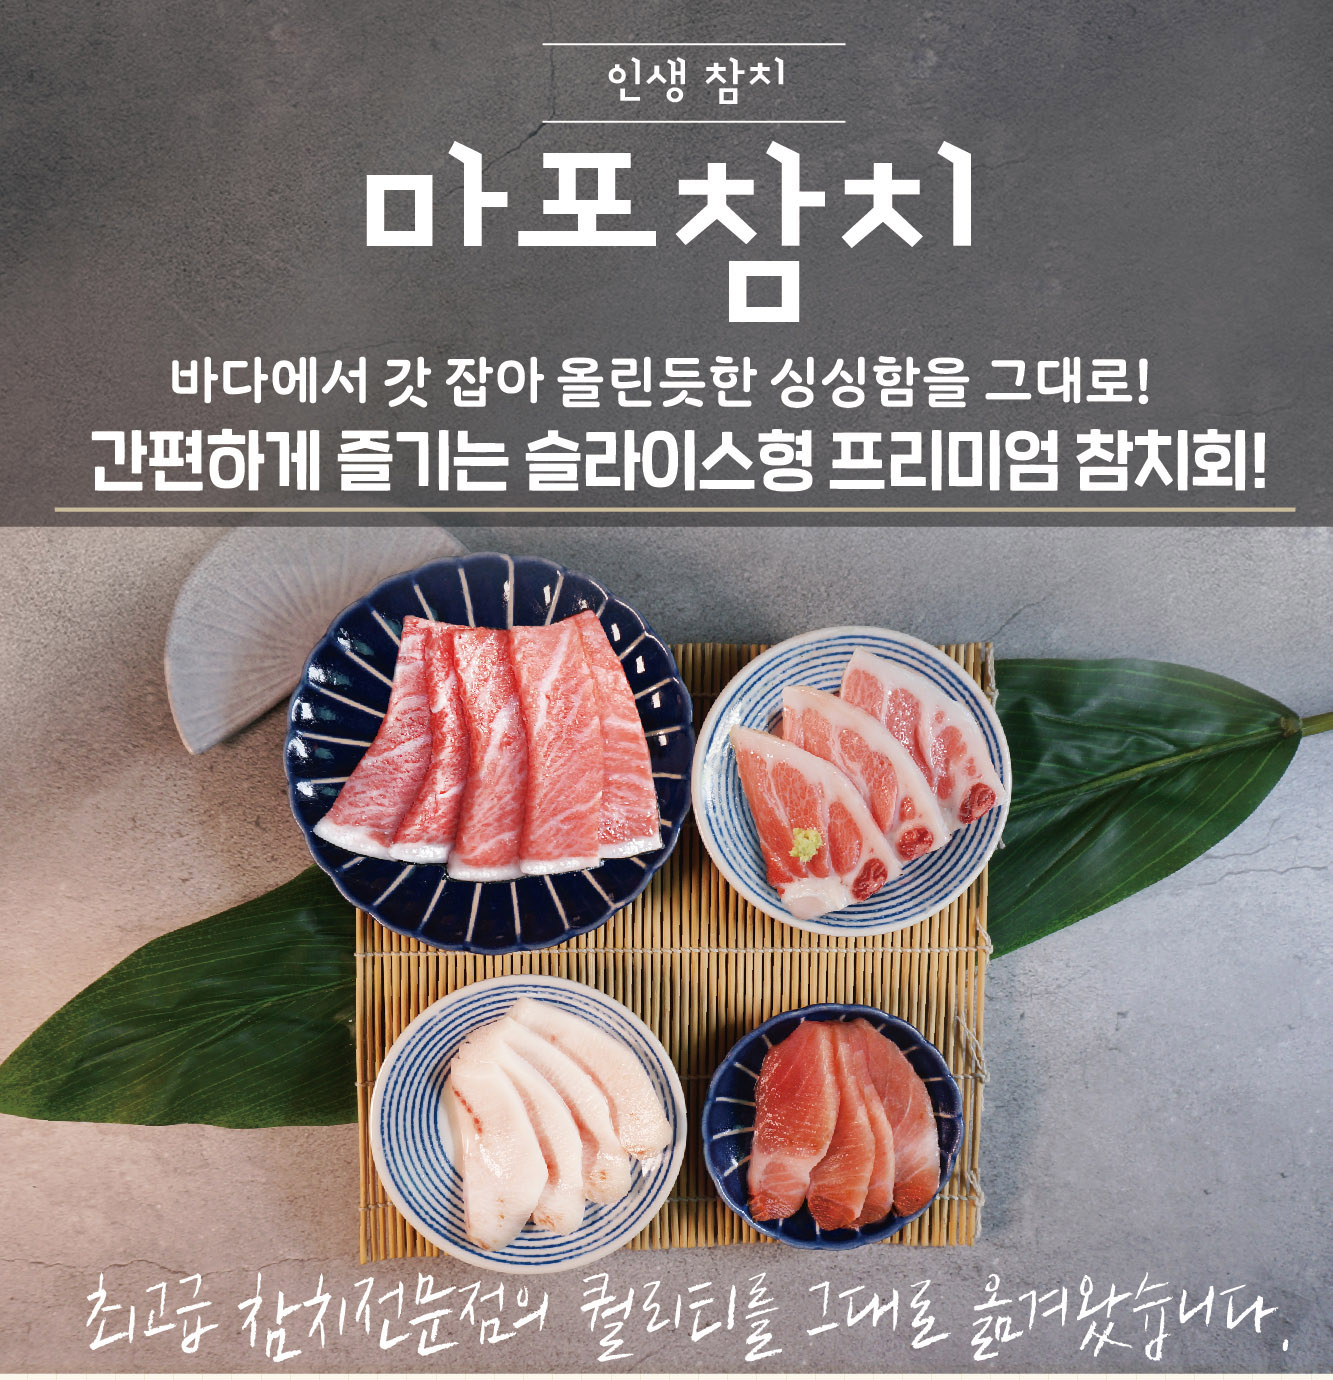 인생 참치
마포참치
바다에서 갓 잡아 올린듯한 싱싱함을 그대로!
간편하게 즐기는 슬라이스형 프리미엄 참치회!
최고급 참치전문점의 퀄리티를 그대로 옮겨왔습니다.